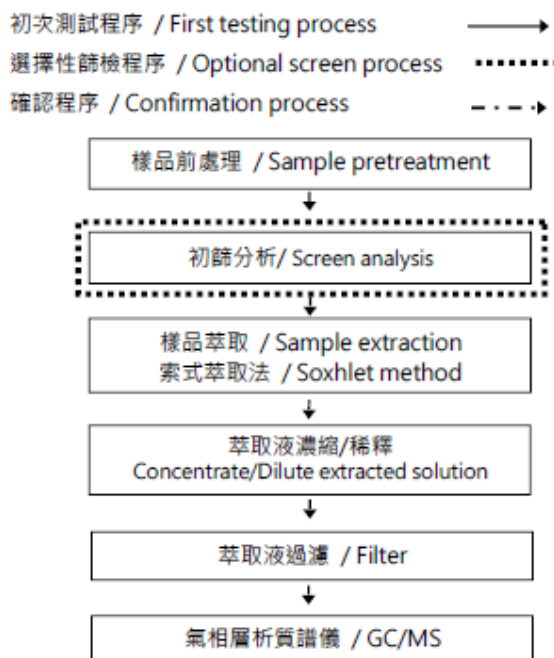 初次測試程序 / First testing process
選擇性篩檢程序 / Optional screen process
確認程序 / Confirmation process
樣品前處理 / Sample pretreatment
初篩分析/ Screen analysis
樣品萃取 / Sample extraction
索式萃取法 / Soxhlet method
萃取液濃縮/稀釋
Concentrate/Dilute extracted solution
萃取液過濾 / Filter
氣相層析質譜儀 / GC/MS